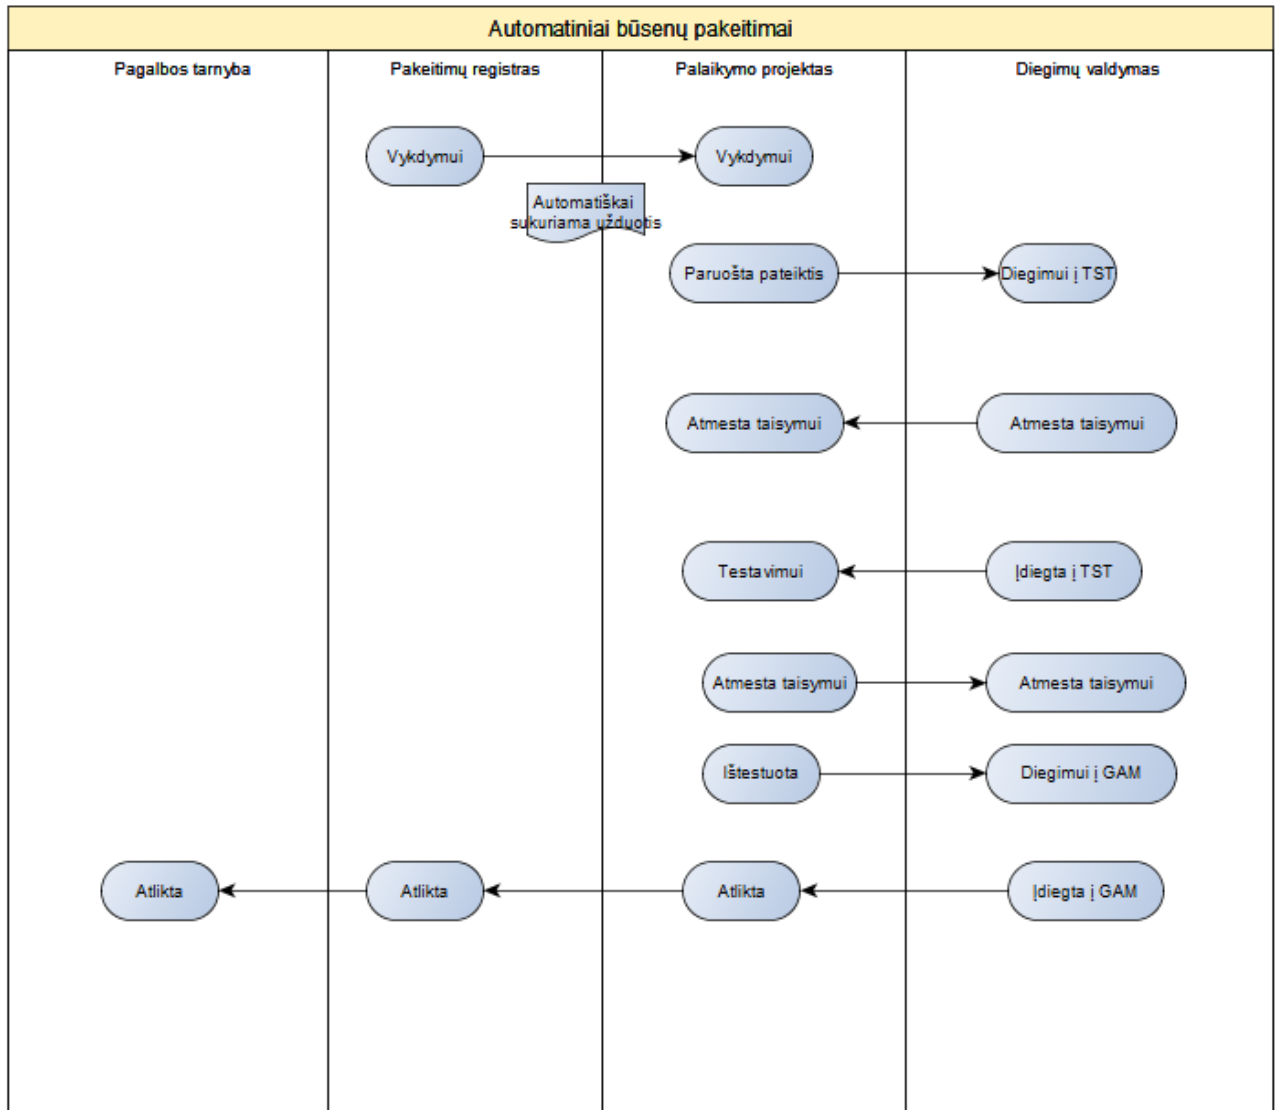 Automatiniai būsenų pakeitimai
Pagalbos tarnyba
Pakeitimų registras
Palaikymo projektas
Diegimų valdymas
Vykdymui
Vykdymui
Automatiškai
sukuriama užduotis
Paruošta pateiktis
Diegimui į TST
Atmesta taisymui
Atmesta taisymui
Testavimui
Įdiegta į TST
Atmesta taisymui
Atmesta taisymui
Ištestuota
Diegimui į GAM
Atlikta
Atlikta
Atlikta
Įdiegta į GAM